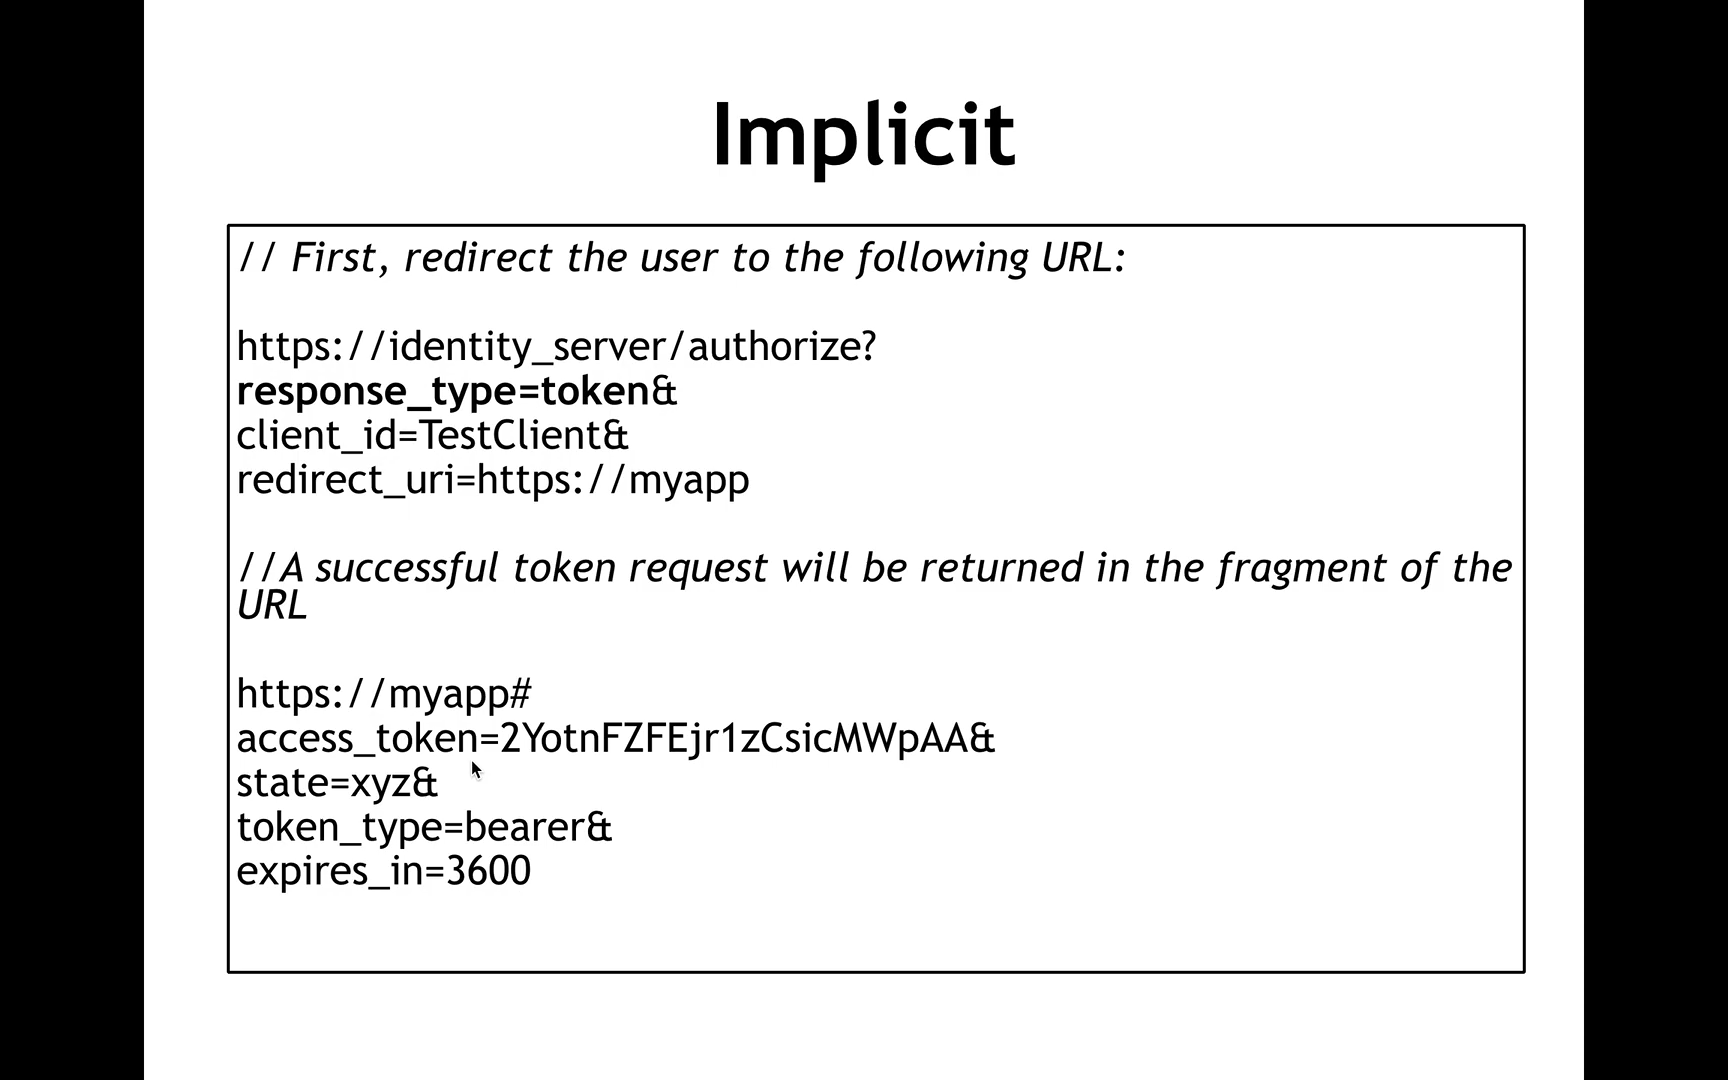 Implicit
// First, redirect the user to the following URL:
https://identity_server/authorize?
response_type=token&
client_id=TestClient&
redirect_uri=https://myapp
//A successful token request will be returned in the fragment of the
URL
https://myapp#
access_token=2YotnFZFEjr1zCsicMWpAA&
state=xyz&
token_type=bearer&
expires_in=3600